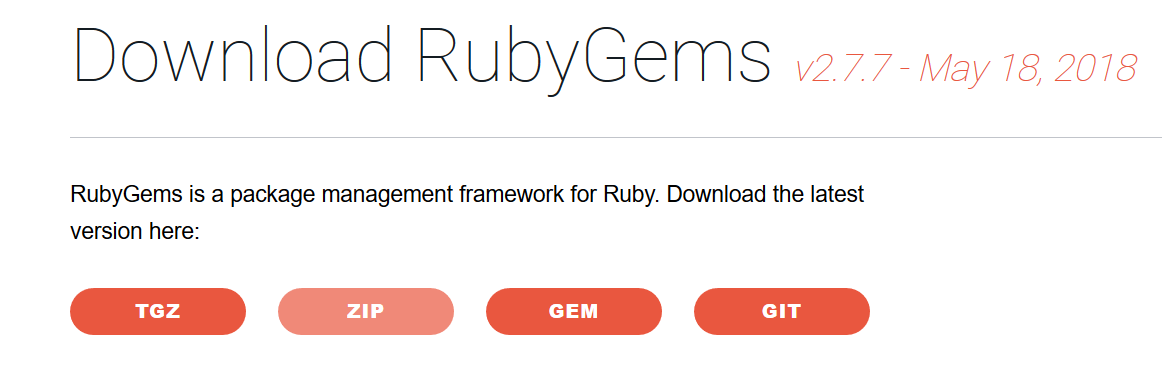 Download RubyGems v2.7.7 - May 18, 2018
RubyGems is a package management framework for Ruby. Download the latest
version here:
TGZ ZIP GEM GIT